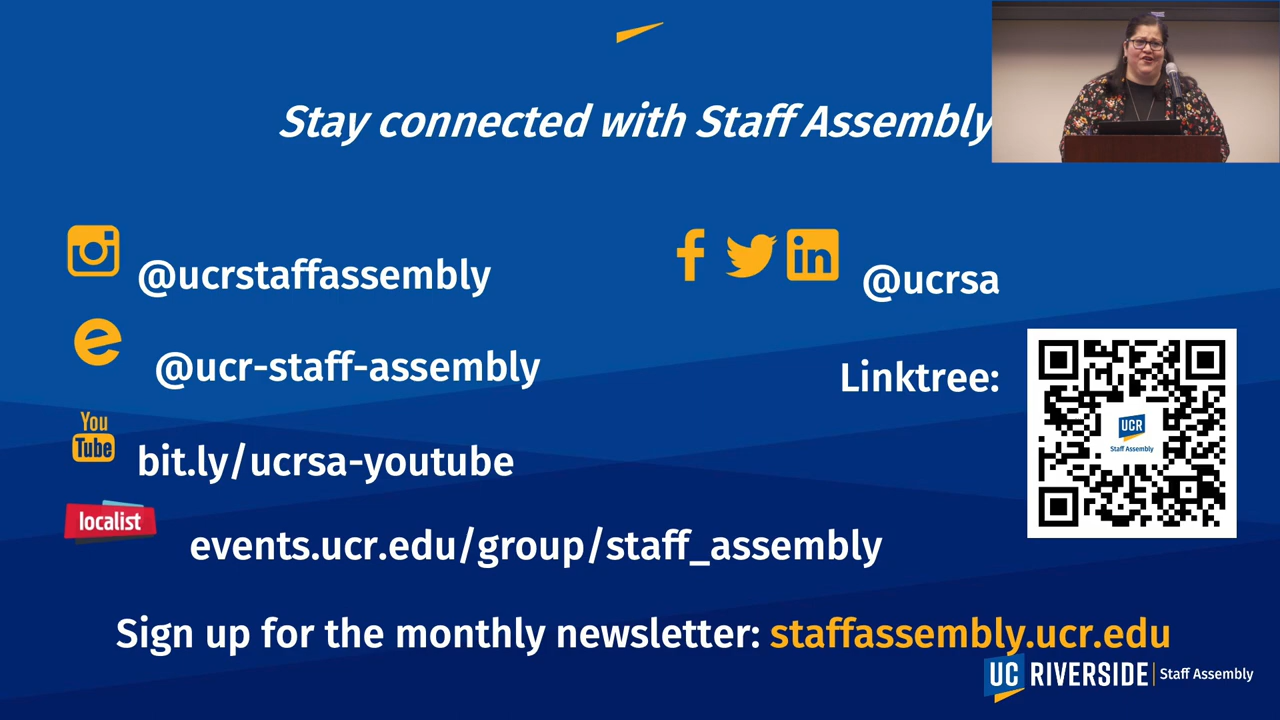 Stay connected with Staff Assembly
@ucrstaffassembly
@ucrsa
@ucr-staff-assembly
Linktree:
UCR
Staff Assembly
You
Tube
bit.ly/ucrsa-youtube
localist
events.ucr.edu/group/staff_assembly
Sign up for the monthly newsletter: staffassembly.ucr.edu
UC RIVERSIDE | Staff Assembly